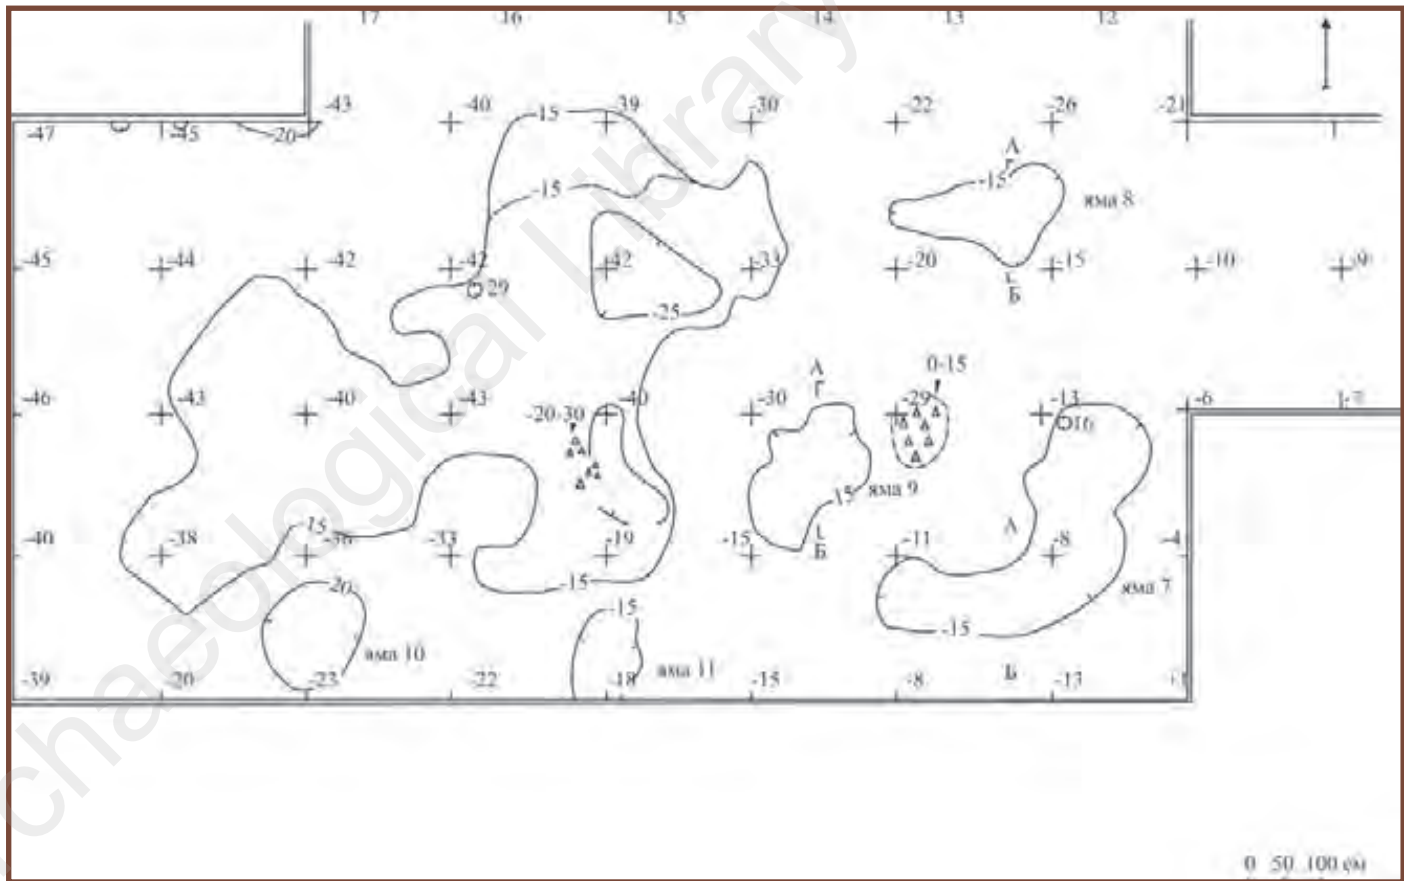 17 16 15 14 13 12
-43 -40 -15 -39 -30 -22 -26 -21
-47 -45 -20
А
-15 -15
яма 8
-45 -44 -42 -42 -42 -33 -20 -15 -10 -9
29 Б
-25
А 0-15
-46 -43 -40 -43 -20-30 -40 -30 -29 -13 -6
16
15 яма 9
-15 А
-40 -38 -36 -33 -19 -15 Б -11 -8 -4
-20 -15 яма 7
-15 -15
яма 10 яма 11 Б
-39 -20 -23 -22 -18 -15 -8 -13
0 50 100
chaeological Library